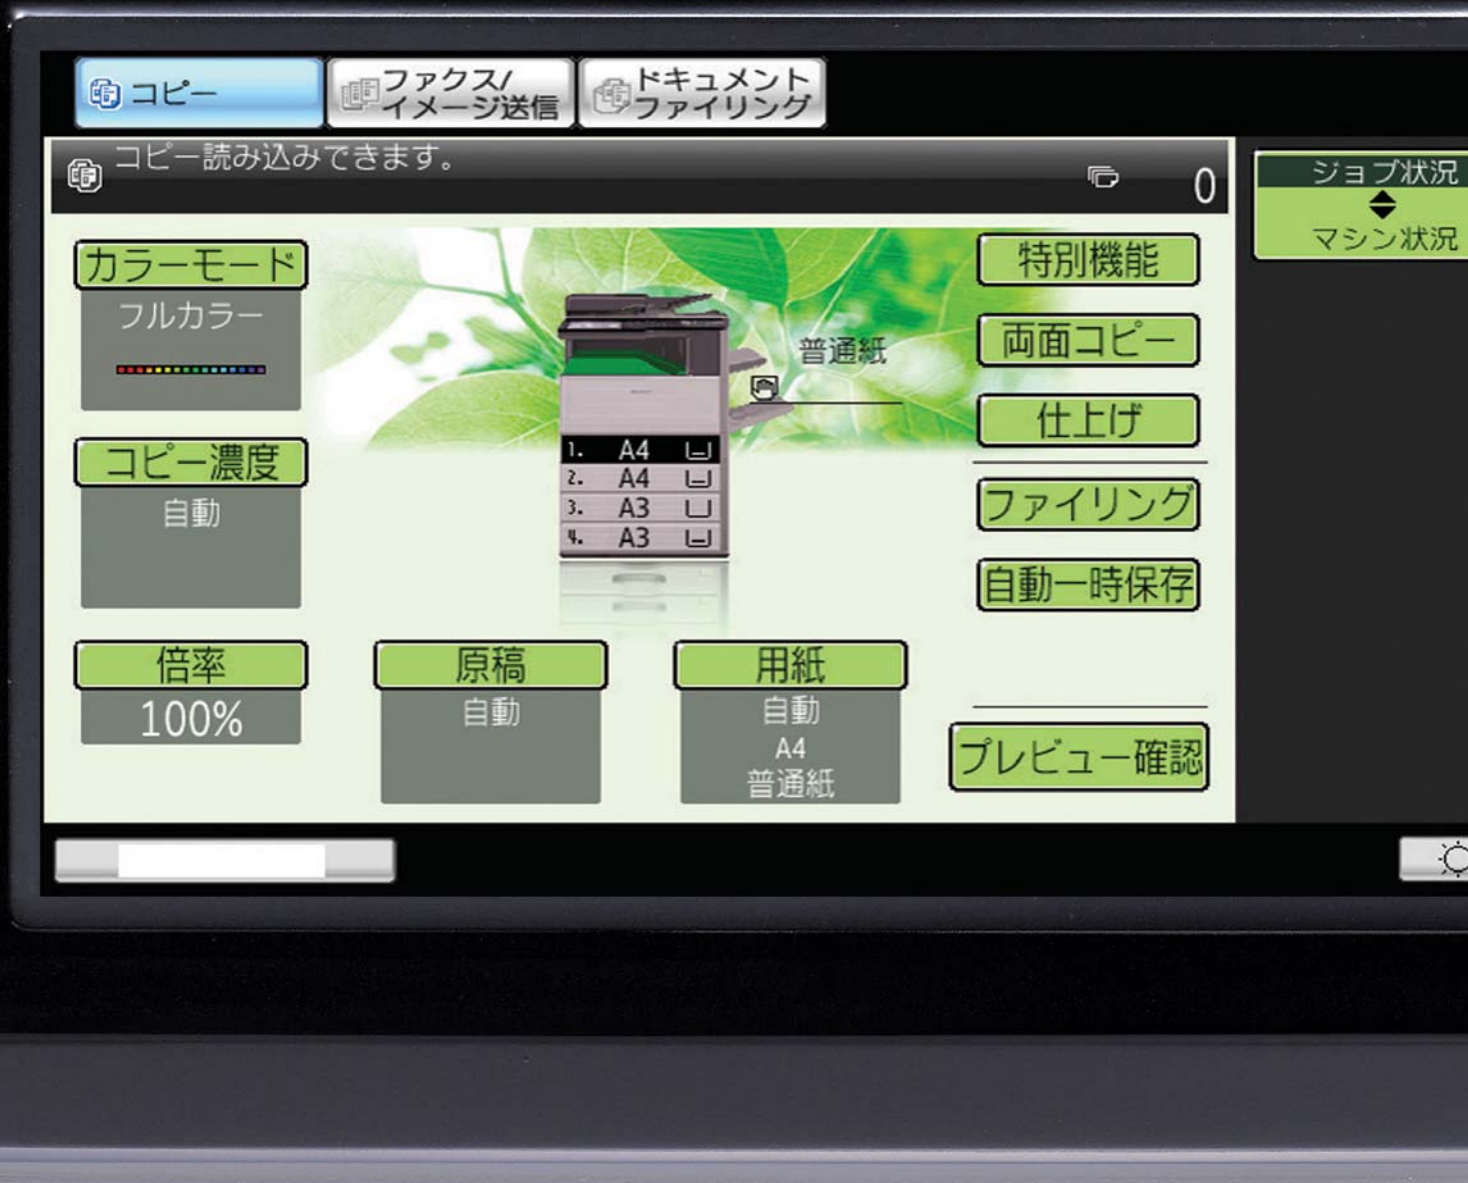 コピー
ファクス/
イメージ送信
ドキュメント
ファイリング
コピー読み込みできます。
0
ジョブ状況
マシン状況
カラーモード
フルカラー
特別機能
両面コピー
普通紙
仕上げ
コピー濃度
自動
1. A4
2. A4
3. A3
4. A3
ファイリング
自動一時保存
倍率
100%
原稿
自動
用紙
自動
A4
普通紙
プレビュー確認